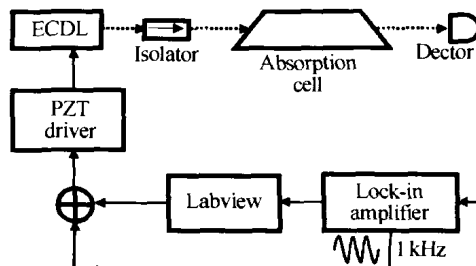 ECDL
Isolator
Absorption
cell
Dector
PZT
driver
Labview
Lock-in
amplifier
1 kHz